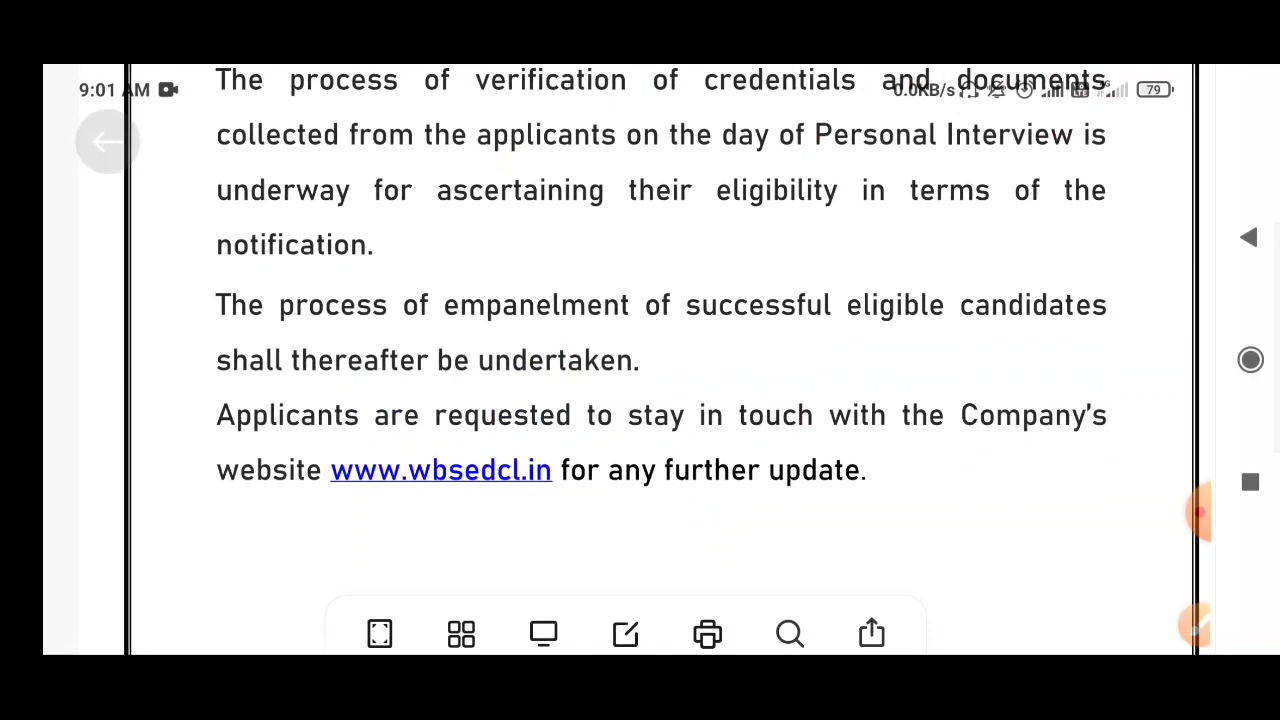 The process of verification of credentials and documents
9:01 AM
0.0KB/s
79
collected from the applicants on the day of Personal Interview is
underway for ascertaining their eligibility in terms of the
notification.
The process of empanelment of successful eligible candidates
shall thereafter be undertaken.
Applicants are requested to stay in touch with the Company's
website www.wbsedcl.in for any further update.